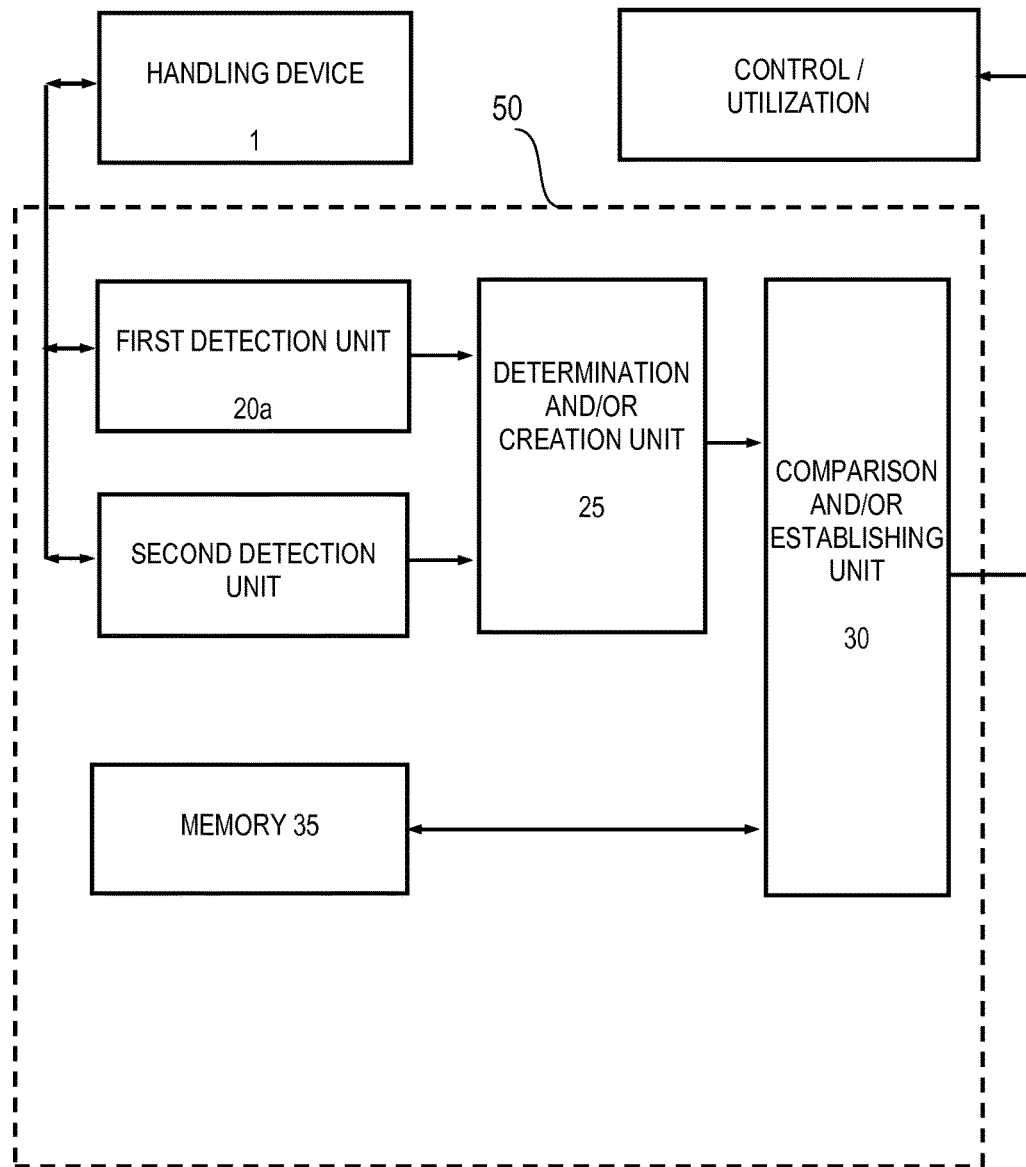 HANDLING DEVICE
1
CONTROL /
UTILIZATION
50
FIRST DETECTION UNIT
20a
SECOND DETECTION
UNIT
DETERMINATION
AND/OR
CREATION UNIT
25
COMPARISON
AND/OR
ESTABLISHING
UNIT
30
MEMORY 35